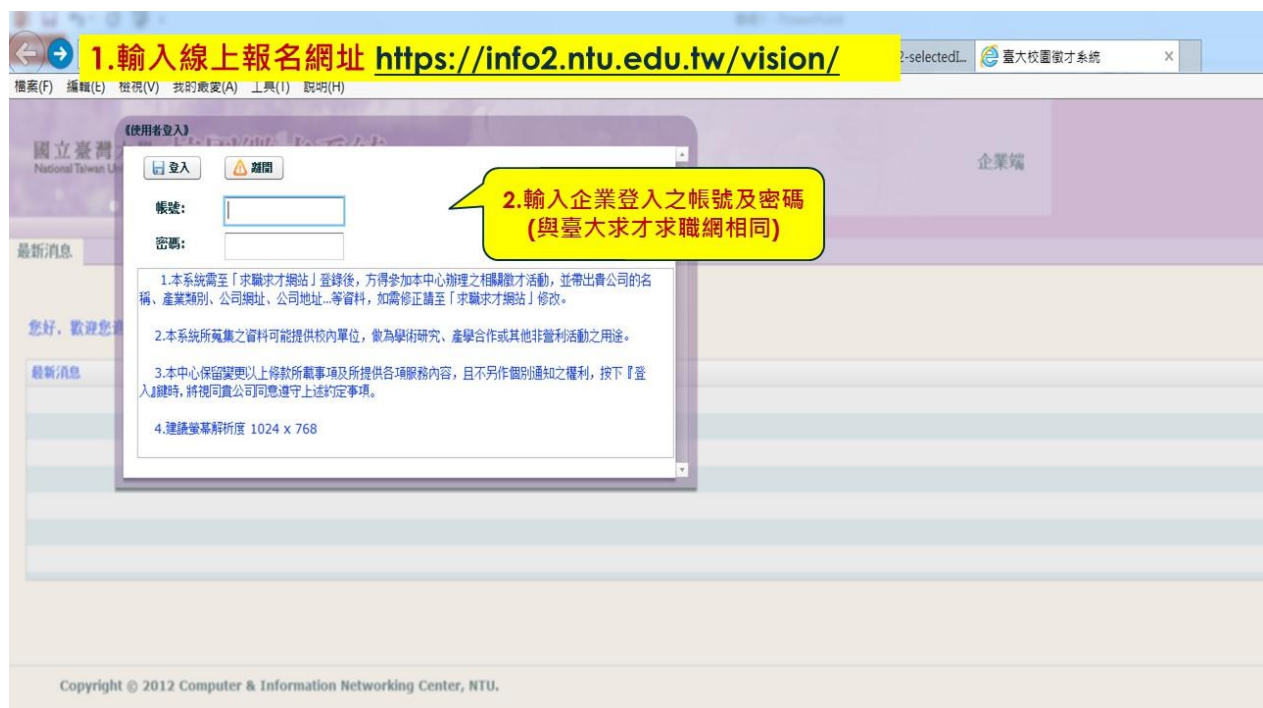 1.輸入線上報名網址 https://info2.ntu.edu.tw/vision/
臺大校園徵才系統
檔案(F) 編輯(E) 檢視(V) 我的最愛(A) 工具(T) 說明(H)
《使用者登入》
國立臺灣
National Taiwan
企業端
登入 離開
2.輸入企業登入之帳號及密碼
(與臺大求才求職網相同)
帳號:
密碼:
最新消息
1.本系統需至「求職求才網站」登錄後,方得參加本中心辦理之相關徵才活動,並帶出貴公司的名
稱、產業類別、公司網址、公司地址…等資料,如需修正請至「求職求才網站」修改。
您好,歡迎您
2.本系統所蒐集之資料可能提供校內單位,做為學術研究、產學合作或其他非營利活動之用途。
最新消息
3.本中心保留變更以上條款所載事項及所提供各項服務內容,且不另作個別通知之權利,按下『登
入』鍵時,將視同貴公司同意遵守上述約定事項。
4.建議螢幕解析度 1024 x 768
Copyright © 2012 Computer & Information Networking Center, NTU.